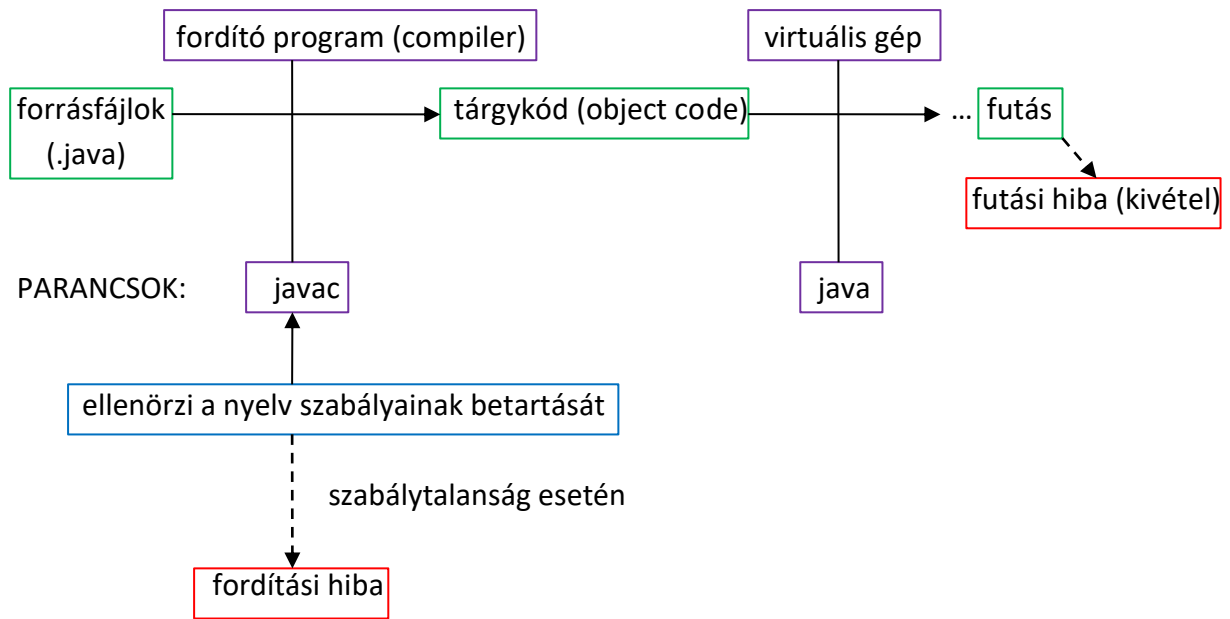 fordító program (compiler)
virtuális gép
forrásfájlok
(.java)
tárgykód (object code)
... futás
futási hiba (kivétel)
PARANCSOK:
javac
java
ellenörzi a nyelv szabályainak betartását
szabálytalanság esetén
fordítási hiba